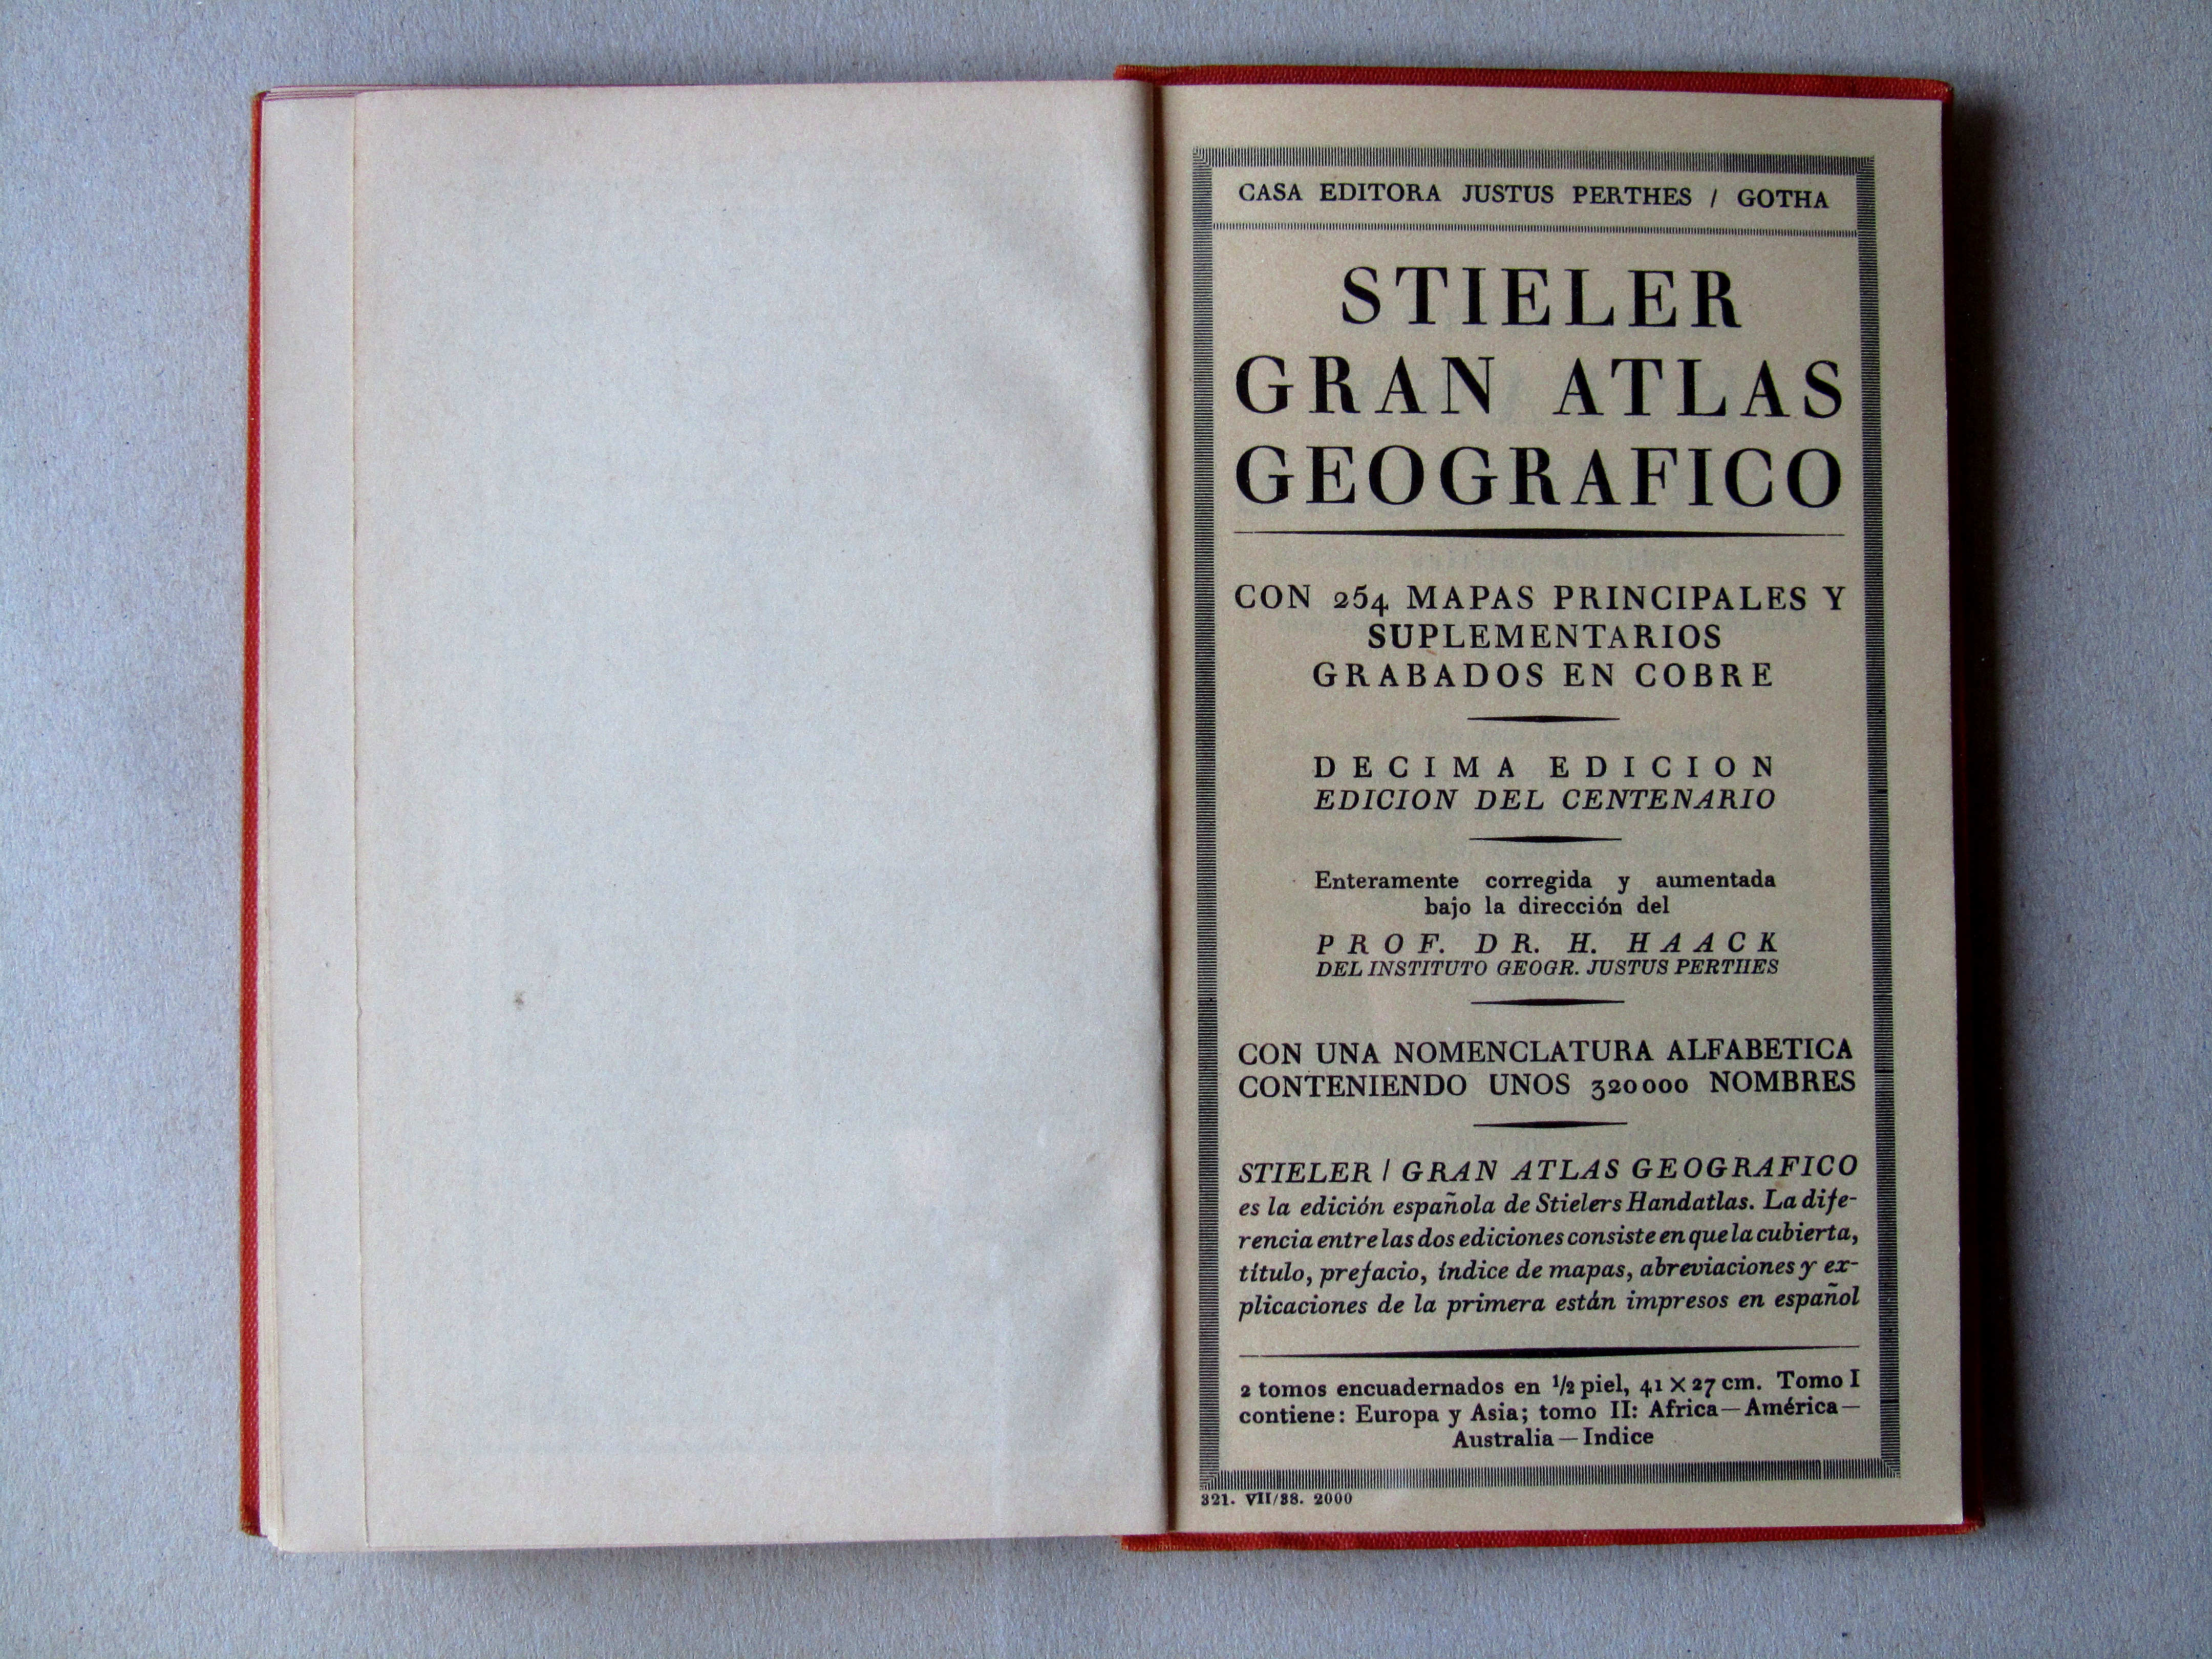 CASA EDITORA JUSTUS PERTHES / GOTHA
STIELER
GRAN ATLAS
GEOGRAFICO
CON 254 MAPAS PRINCIPALES Y
SUPLEMENTARIOS
GRABADOS EN COBRE
DECIMA EDICION
EDICION DEL CENTENARIO
Enteramente corregida y aumentada
bajo la dirección del
PROF. DR. H. HAACK
DEL INSTITUTO GEOGR. JUSTUS PERTHES
CON UNA NOMENCLATURA ALFABETICA
CONTENIENDO UNOS 320000 NOMBRES
STIELER / GRAN ATLAS GEOGRAFICO
es la edición española de Stielers Handatlas. La dife-
rencia entre las dos ediciones consiste en que la cubierta,
título, prefacio, índice de mapas, abreviaciones y ex-
plicaciones de la primera están impresos en español
2 tomos encuadernados en 1/2 piel, 41 × 27 cm. Tomo I
contiene: Europa y Asia; tomo II: Africa—América—
Australia—Indice
321. VII/38. 2000